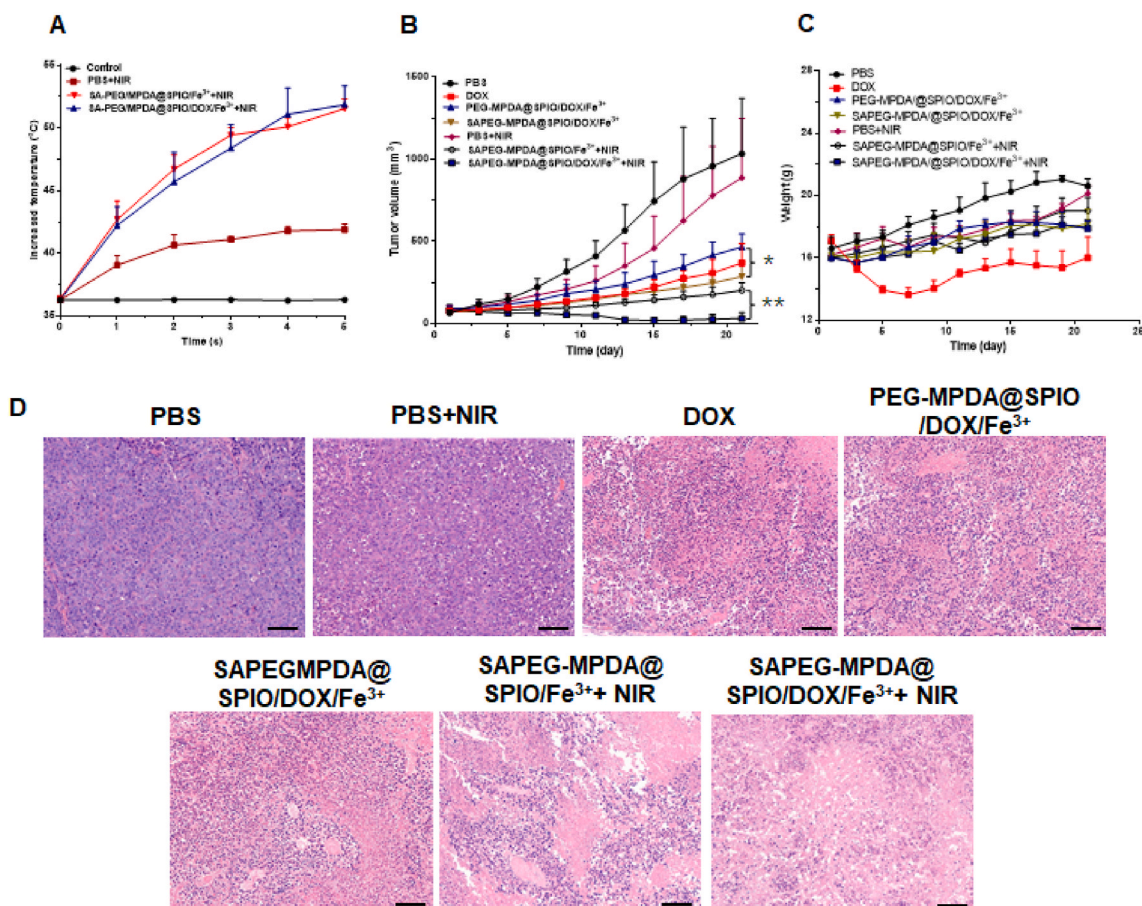 A
Control
PBS+NIR
SA-PEG/MPDA@SPIO/Fe³⁺+NIR
SA-PEG/MPDA@SPIO/DOX/Fe³⁺+NIR
Increased temperature (°C)
56
51
46
41
36
0
1
2
3
4
5
Time (s)
B
PBS
DOX
PEG-MPDA@SPIO/DOX/Fe³⁺
SAPEG-MPDA@SPIO/DOX/Fe³⁺
PBS+NIR
SAPEG-MPDA@SPIO/Fe³⁺+NIR
SAPEG-MPDA@SPIO/DOX/Fe³⁺+NIR
Tumor volume (mm³)
1500
1000
500
0
*
**
0
5
10
15
20
Time (day)
C
PBS
DOX
PEG-MPDA/@SPIO/DOX/Fe³⁺
SAPEG-MPDA/@SPIO/DOX/Fe³⁺
PBS+NIR
SAPEG-MPDA@SPIO/Fe³⁺+NIR
SAPEG-MPDA/@SPIO/DOX/Fe³⁺+NIR
Weight (g)
28
24
20
16
12
0
5
10
15
20
25
Time (day)
D
PBS
PBS+NIR
DOX
PEG-MPDA@SPIO
/DOX/Fe³⁺
SAPEGMPDA@
SPIO/DOX/Fe³⁺
SAPEG-MPDA@
SPIO/Fe³⁺+ NIR
SAPEG-MPDA@
SPIO/DOX/Fe³⁺+ NIR